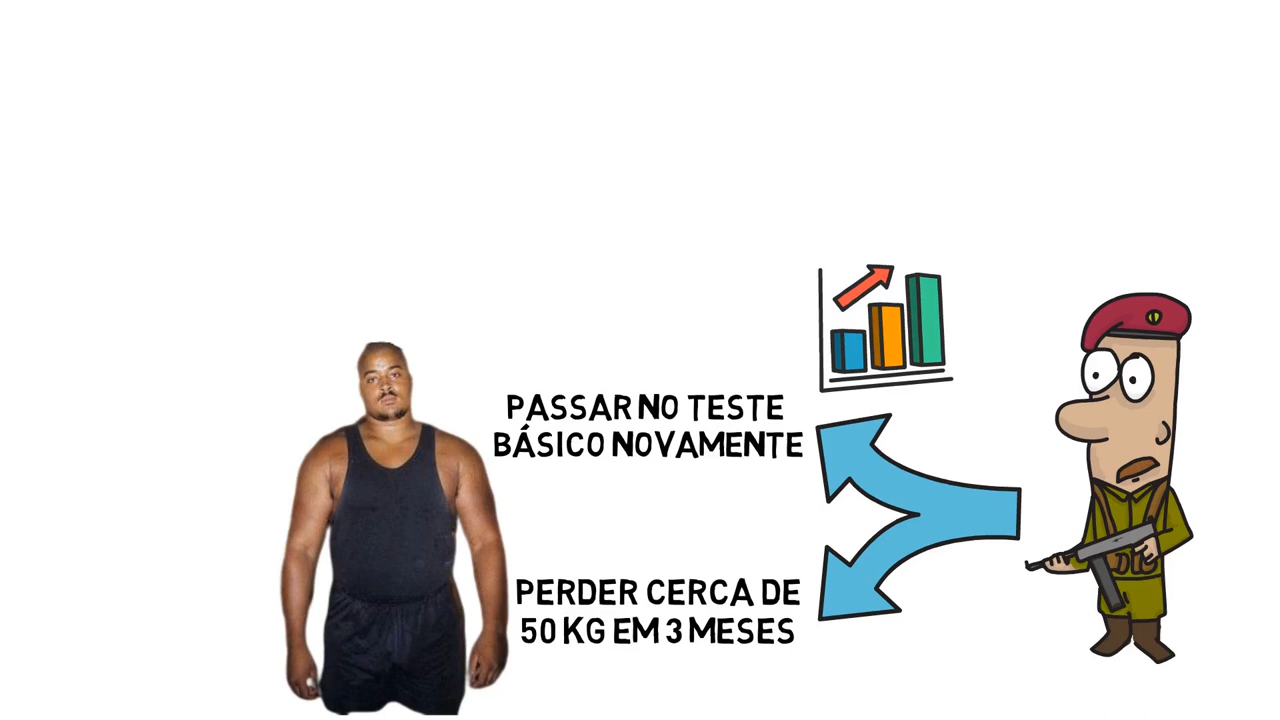 PASSAR NO TESTE
BÁSICO NOVAMENTE
PERDER CERCA DE
50 KG EM 3 MESES